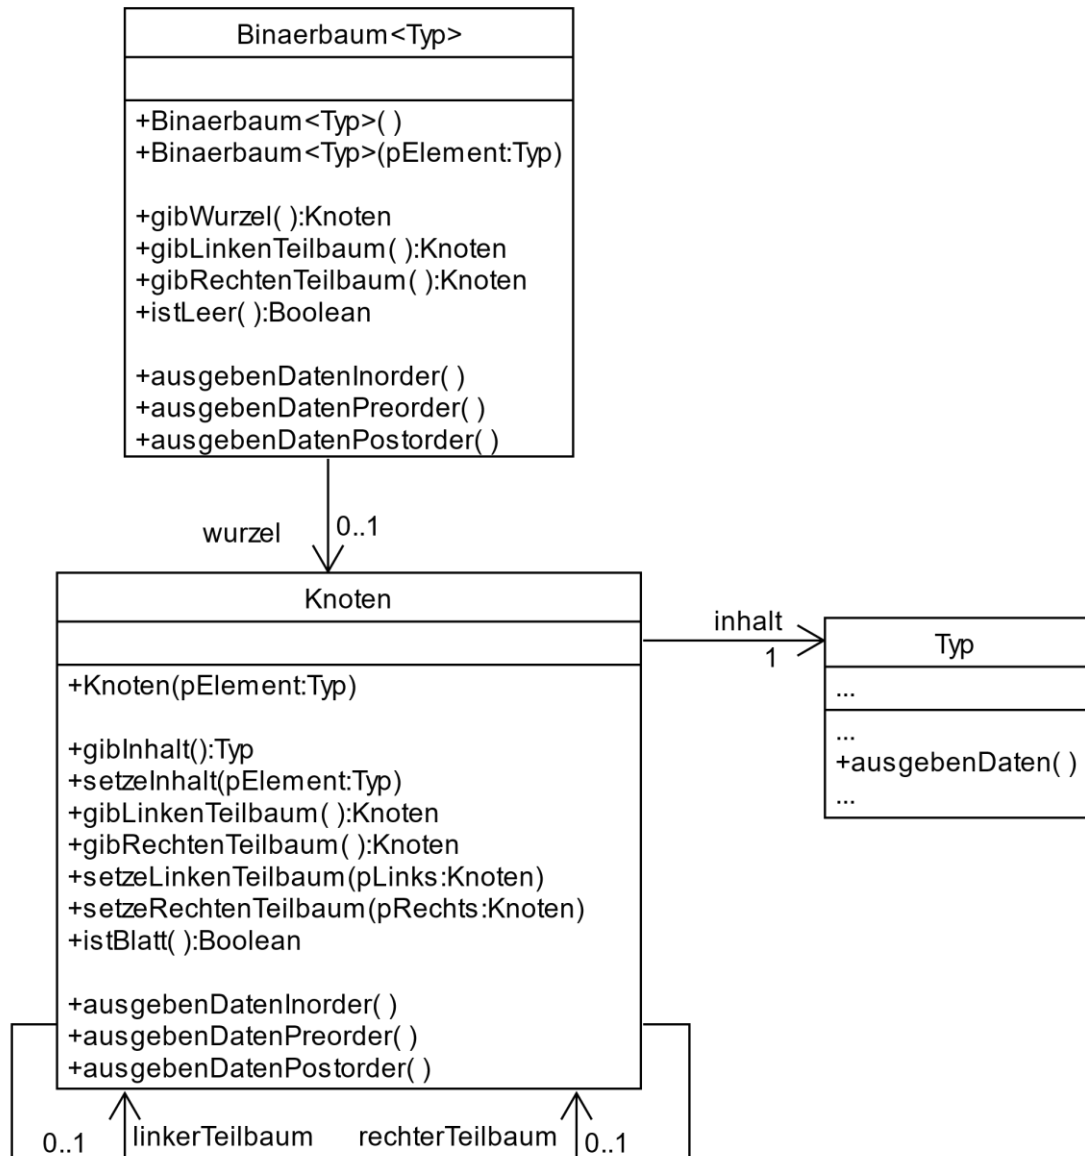 Binaerbaum<Typ>
+Binaerbaum<Typ>( )
+Binaerbaum<Typ>(pElement:Typ)
+gibWurzel( ):Knoten
+gibLinkenTeilbaum( ):Knoten
+gibRechtenTeilbaum( ):Knoten
+istLeer( ):Boolean
+ausgebenDatenInorder( )
+ausgebenDatenPreorder( )
+ausgebenDatenPostorder( )
wurzel
0..1
Knoten
+Knoten(pElement:Typ)
+gibInhalt():Typ
+setzeInhalt(pElement:Typ)
+gibLinkenTeilbaum( ):Knoten
+gibRechtenTeilbaum( ):Knoten
+setzeLinkenTeilbaum(pLinks:Knoten)
+setzeRechtenTeilbaum(pRechts:Knoten)
+istBlatt( ):Boolean
+ausgebenDatenInorder( )
+ausgebenDatenPreorder( )
+ausgebenDatenPostorder( )
inhalt
1
Typ
...
...
+ausgebenDaten( )
...
0..1
linkerTeilbaum
rechterTeilbaum
0..1